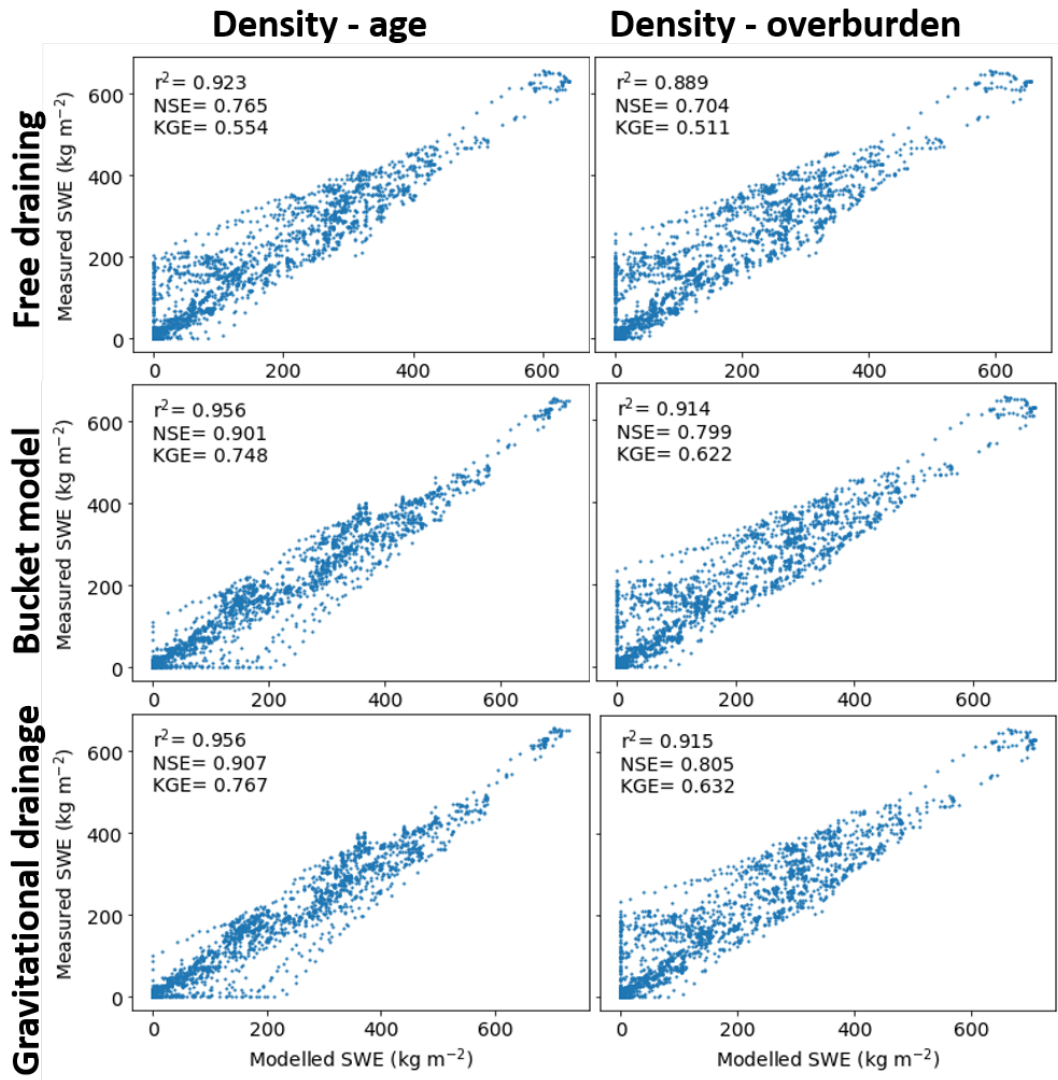 Density - age
Density - overburden
Free draining
Measured SWE (kg m⁻²)
r²= 0.923
NSE= 0.765
KGE= 0.554
600
400
200
0
0 200 400 600
r²= 0.889
NSE= 0.704
KGE= 0.511
0 200 400 600
Bucket model
Measured SWE (kg m⁻²)
r²= 0.956
NSE= 0.901
KGE= 0.748
600
400
200
0
0 200 400 600
r²= 0.914
NSE= 0.799
KGE= 0.622
0 200 400 600
Gravitational drainage
Measured SWE (kg m⁻²)
r²= 0.956
NSE= 0.907
KGE= 0.767
600
400
200
0
0 200 400 600
Modelled SWE (kg m⁻²)
r²= 0.915
NSE= 0.805
KGE= 0.632
0 200 400 600
Modelled SWE (kg m⁻²)